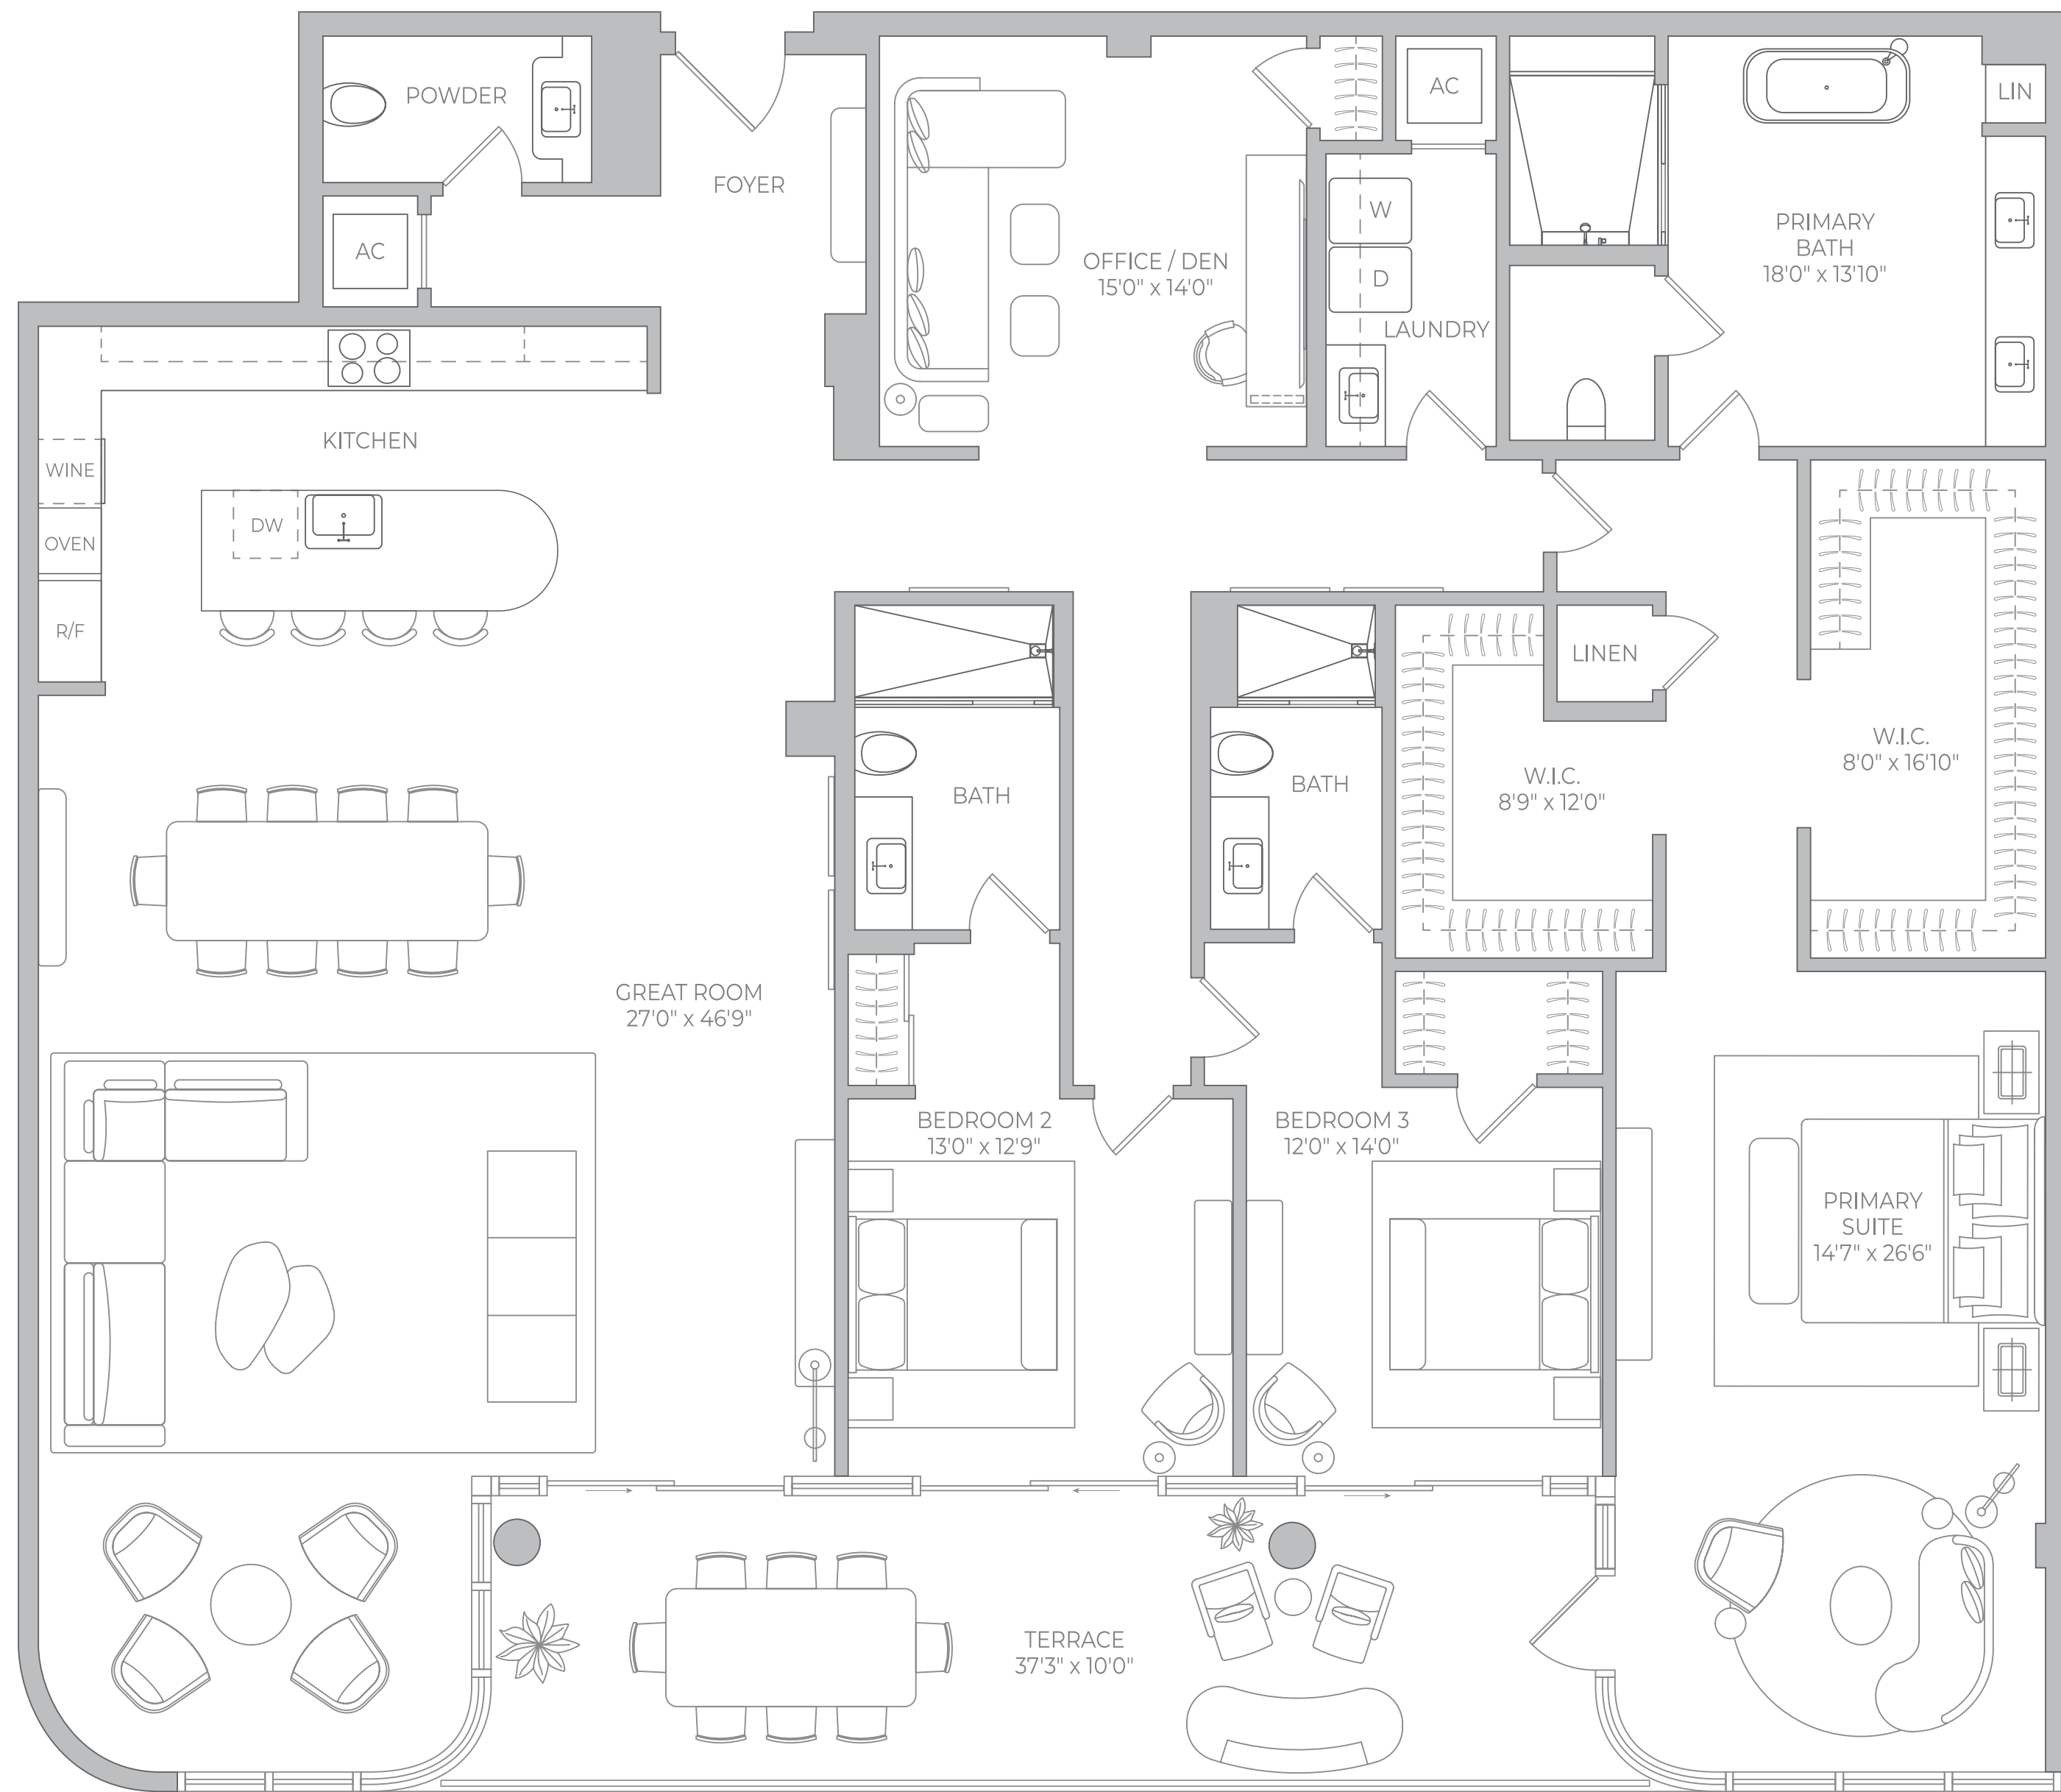 POWDER
AC
FOYER
OFFICE / DEN
15'0" x 14'0"
AC
W
D
LAUNDRY
PRIMARY
BATH
18'0" x 13'10"
LIN
KITCHEN
WINE
OVEN
R/F
DW
BATH
BATH
LINEN
W.I.C.
8'9" x 12'0"
W.I.C.
8'0" x 16'10"
GREAT ROOM
27'0" x 46'9"
BEDROOM 2
13'0" x 12'9"
BEDROOM 3
12'0" x 14'0"
PRIMARY
SUITE
14'7" x 26'6"
TERRACE
37'3" x 10'0"